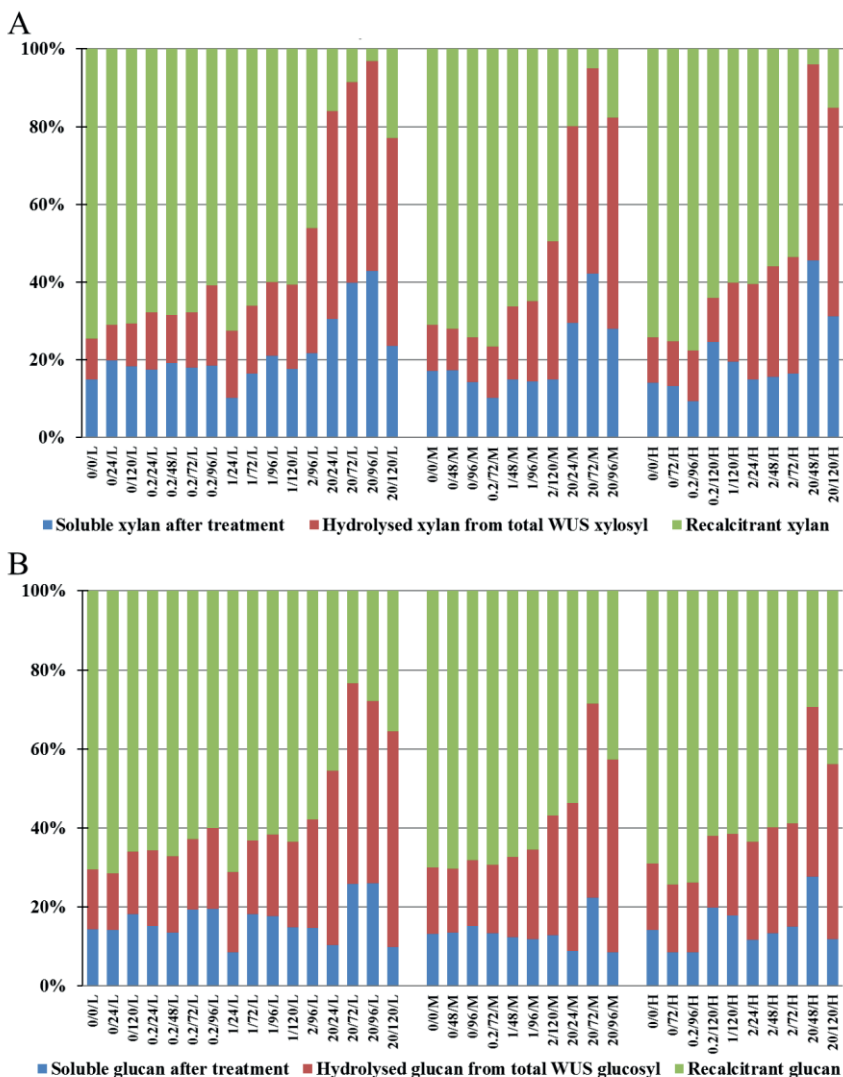 A
100%
80%
60%
40%
20%
0%
0/0/L
0/24/L
0/120/L
0.2/24/L
0.2/48/L
0.2/72/L
0.2/96/L
1/24/L
1/72/L
1/96/L
1/120/L
2/96/L
20/24/L
20/72/L
20/96/L
20/120/L
0/0/M
0/48/M
0/96/M
0.2/72/M
1/48/M
1/96/M
2/120/M
20/24/M
20/72/M
20/96/M
0/0/H
0/72/H
0.2/96/H
0.2/120/H
1/120/H
2/24/H
2/48/H
2/72/H
20/48/H
20/120/H
Soluble xylan after treatment Hydrolysed xylan from total WUS xylosyl Recalcitrant xylan
B
100%
80%
60%
40%
20%
0%
0/0/L
0/24/L
0/120/L
0.2/24/L
0.2/48/L
0.2/72/L
0.2/96/L
1/24/L
1/72/L
1/96/L
1/120/L
2/96/L
20/24/L
20/72/L
20/96/L
20/120/L
0/0/M
0/48/M
0/96/M
0.2/72/M
1/48/M
1/96/M
2/120/M
20/24/M
20/72/M
20/96/M
0/0/H
0/72/H
0.2/96/H
0.2/120/H
1/120/H
2/24/H
2/48/H
2/72/H
20/48/H
20/120/H
Soluble glucan after treatment Hydrolysed glucan from total WUS glucosyl Recalcitrant glucan